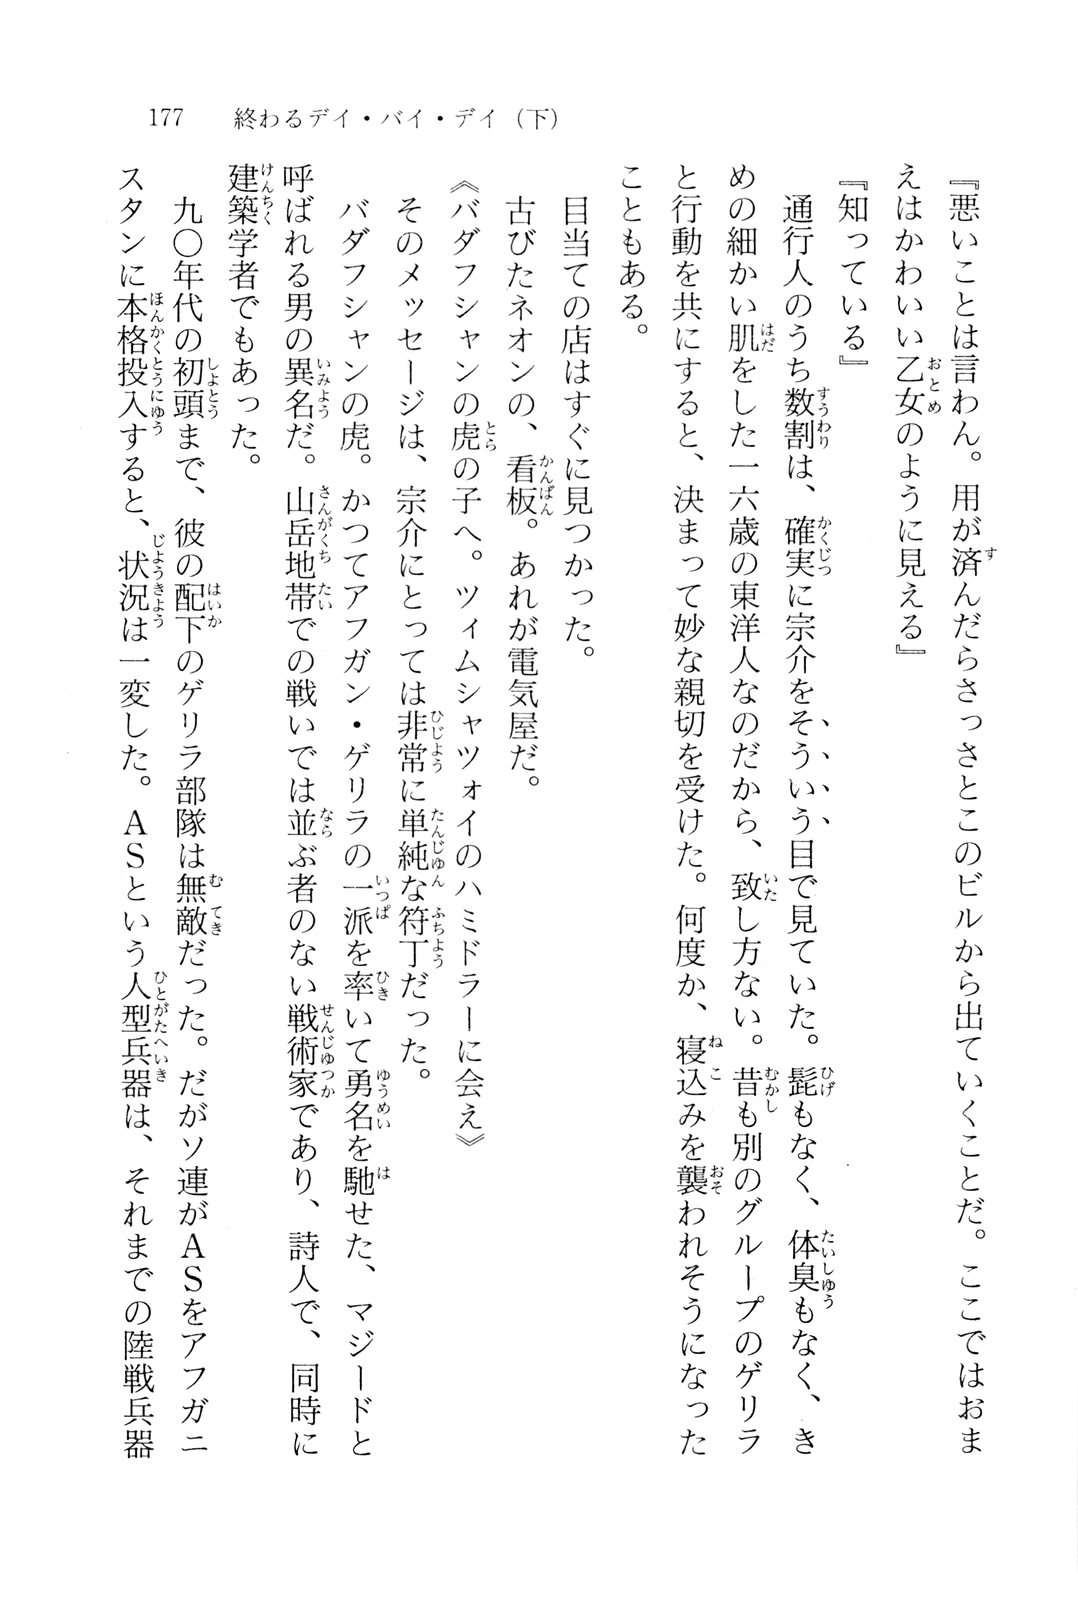 177　終わるデイ・バイ・デイ（下）
『悪いことは言わん。用が済んだらさっさとこのビルから出ていくことだ。ここではおま
えはかわいい乙女のように見える』
『知っている』
　通行人のうち数割は、確実に宗介をそういう目で見ていた。髭もなく、体臭もなく、き
めの細かい肌をした一六歳の東洋人なのだから、致し方ない。昔も別のグループのゲリラ
と行動を共にすると、決まって妙な親切を受けた。何度か、寝込みを襲われそうになった
こともある。
　目当ての店はすぐに見つかった。
　古びたネオンの、看板。あれが電気屋だ。
《バダフシャンの虎の子へ。ツィムシャツォイのハミドラーに会え》
　そのメッセージは、宗介にとっては非常に単純な符丁だった。
　バダフシャンの虎。かつてアフガン・ゲリラの一派を率いて勇名を馳せた、マジードと
呼ばれる男の異名だ。山岳地帯での戦いでは並ぶ者のない戦術家であり、詩人で、同時に
建築学者でもあった。
　九〇年代の初頭まで、彼の配下のゲリラ部隊は無敵だった。だがソ連がＡＳをアフガニ
スタンに本格投入すると、状況は一変した。ＡＳという人型兵器は、それまでの陸戦兵器